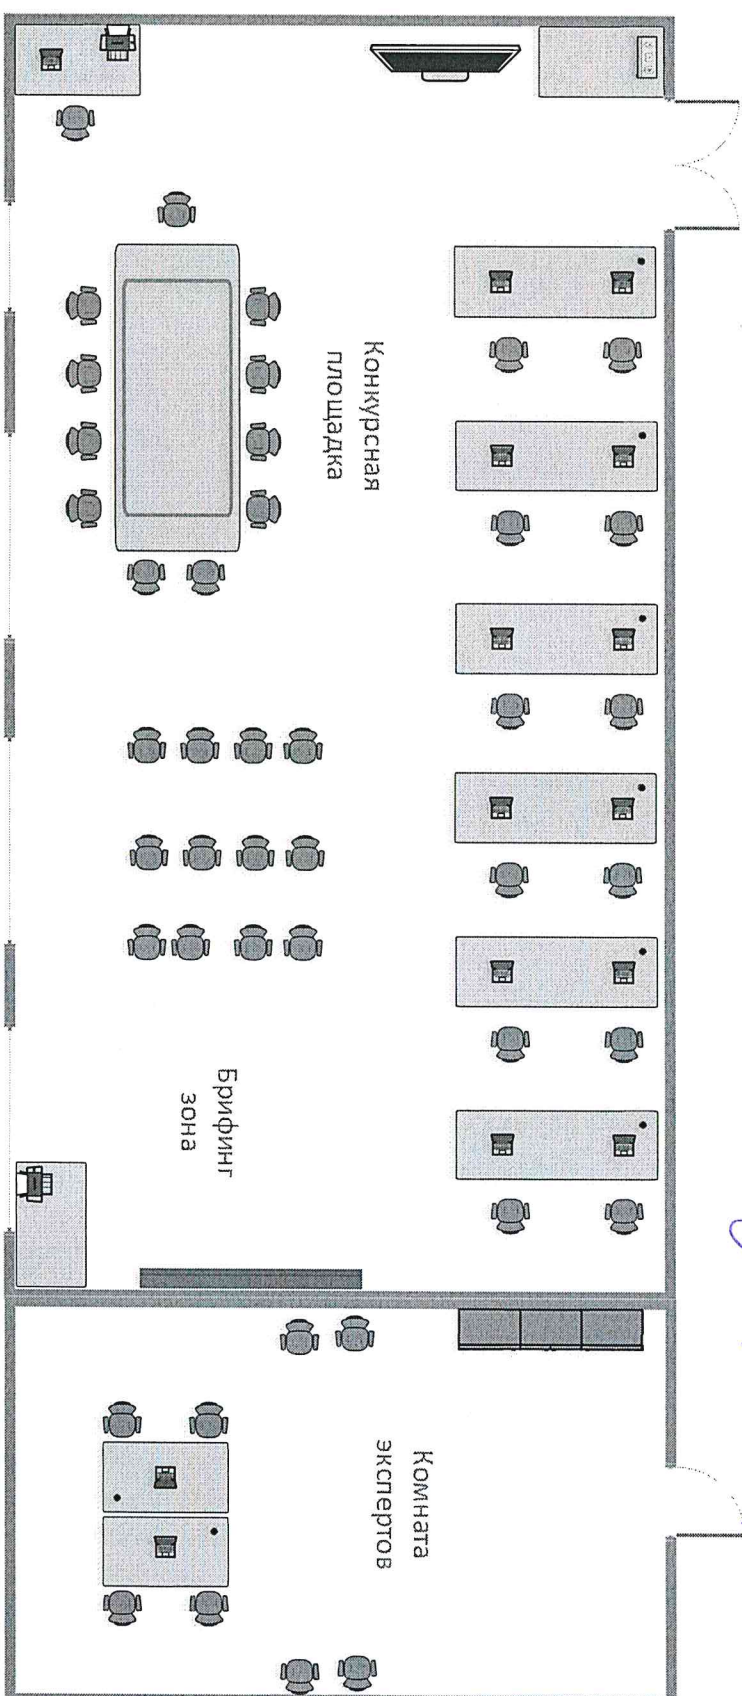 Конкурсная
площадка
Брифинг
зона
Комната
экспертов